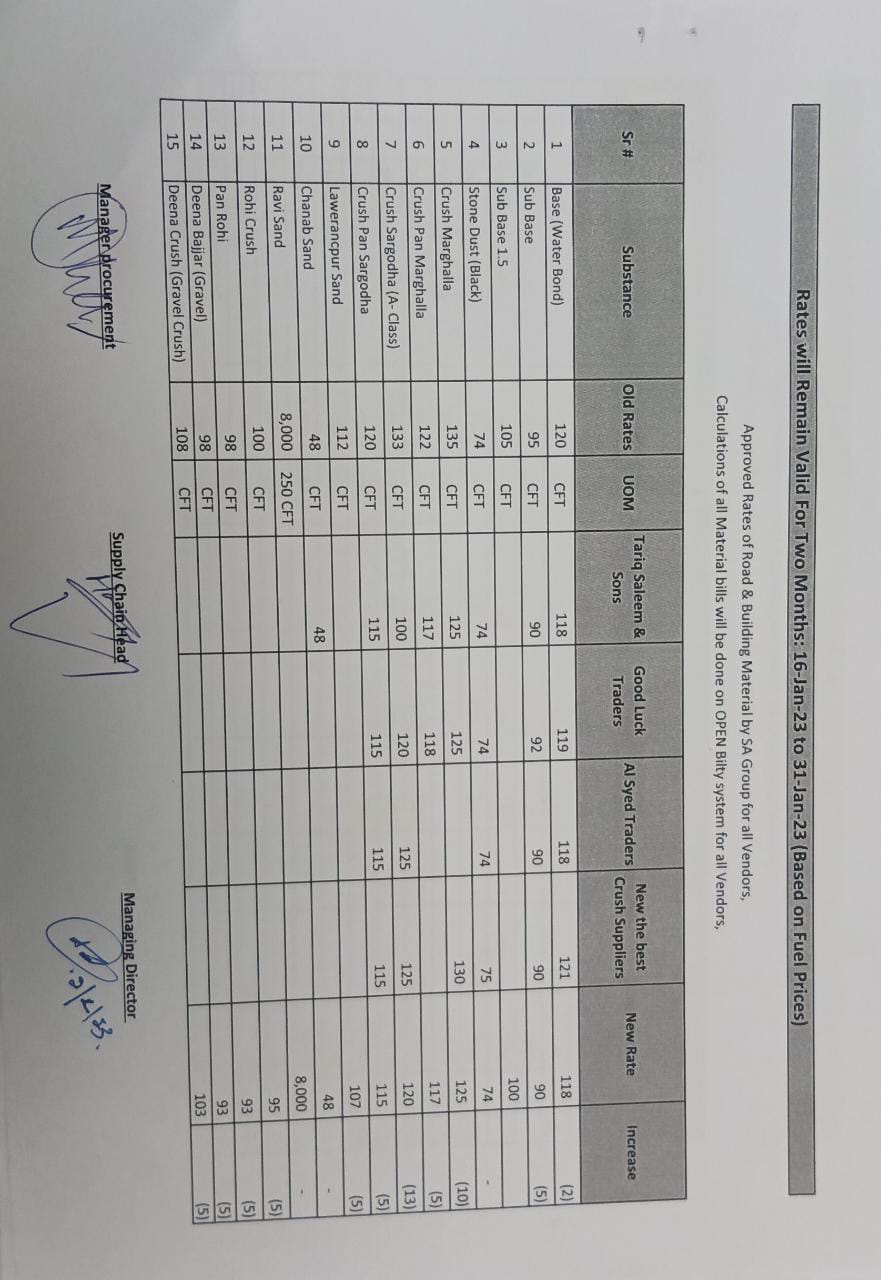 Rates will Remain Valid For Two Months: 16-Jan-23 to 31-Jan-23 (Based on Fuel Prices)
Approved Rates of Road & Building Material by SA Group for all Vendors,
Calculations of all Material bills will be done on OPEN Bilty system for all Vendors,
Sr # Substance Old Rates UOM Tariq Saleem & Sons Good Luck Traders Al Syed Traders New the best Crush Suppliers New Rate Increase
1 Base (Water Bond) 120 CFT 118 119 118 121 118 (2)
2 Sub Base 95 CFT 90 92 90 90 90 (5)
3 Sub Base 1.5 105 CFT 100
4 Stone Dust (Black) 74 CFT 74 74 74 75 74 -
5 Crush Marghalla 135 CFT 125 125 130 125 (10)
6 Crush Pan Marghalla 122 CFT 117 118 117 (5)
7 Crush Sargodha (A- Class) 133 CFT 100 120 125 125 120 (13)
8 Crush Pan Sargodha 120 CFT 115 115 115 115 115 (5)
9 Lawerancpur Sand 112 CFT 107 (5)
10 Chanab Sand 48 CFT 48 48 -
11 Ravi Sand 8,000 250 CFT 8,000 -
12 Rohi Crush 100 CFT 95 (5)
13 Pan Rohi 98 CFT 93 (5)
14 Deena Bajjar (Gravel) 98 CFT 93 (5)
15 Deena Crush (Gravel Crush) 108 CFT 103 (5)
Manager procurement Supply Chain Head Managing Director